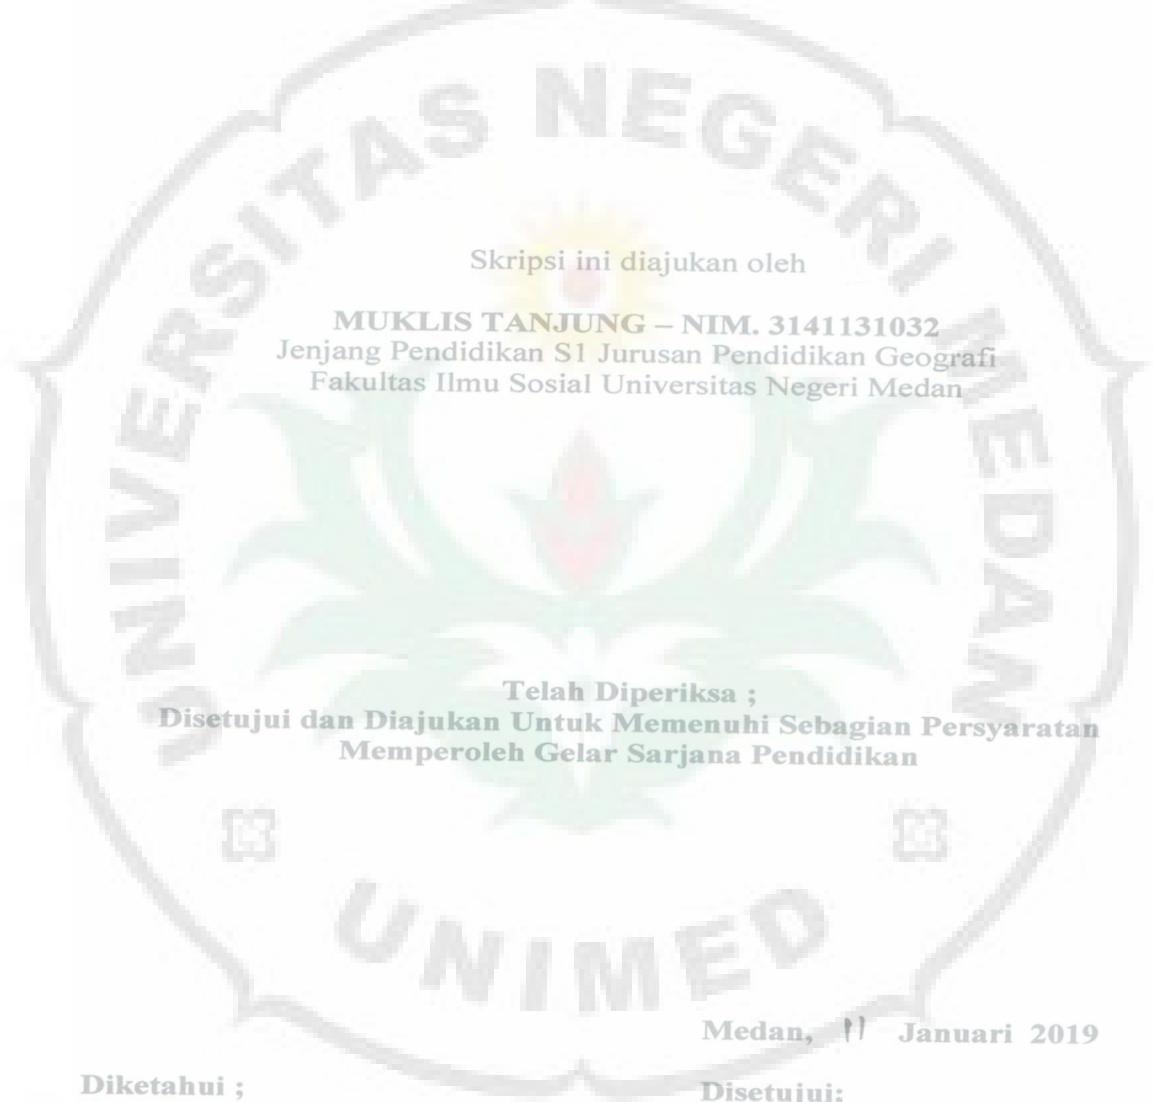 UNIVERSITAS NEGERI MEDAN
Skripsi ini diajukan oleh
MUKLIS TANJUNG – NIM. 3141131032
Jenjang Pendidikan S1 Jurusan Pendidikan Geografi
Fakultas Ilmu Sosial Universitas Negeri Medan
Telah Diperiksa ;
Disetujui dan Diajukan Untuk Memenuhi Sebagian Persyaratan
Memperoleh Gelar Sarjana Pendidikan
UNIMED
Medan, 11 Januari 2019
Diketahui ;
Disetujui: